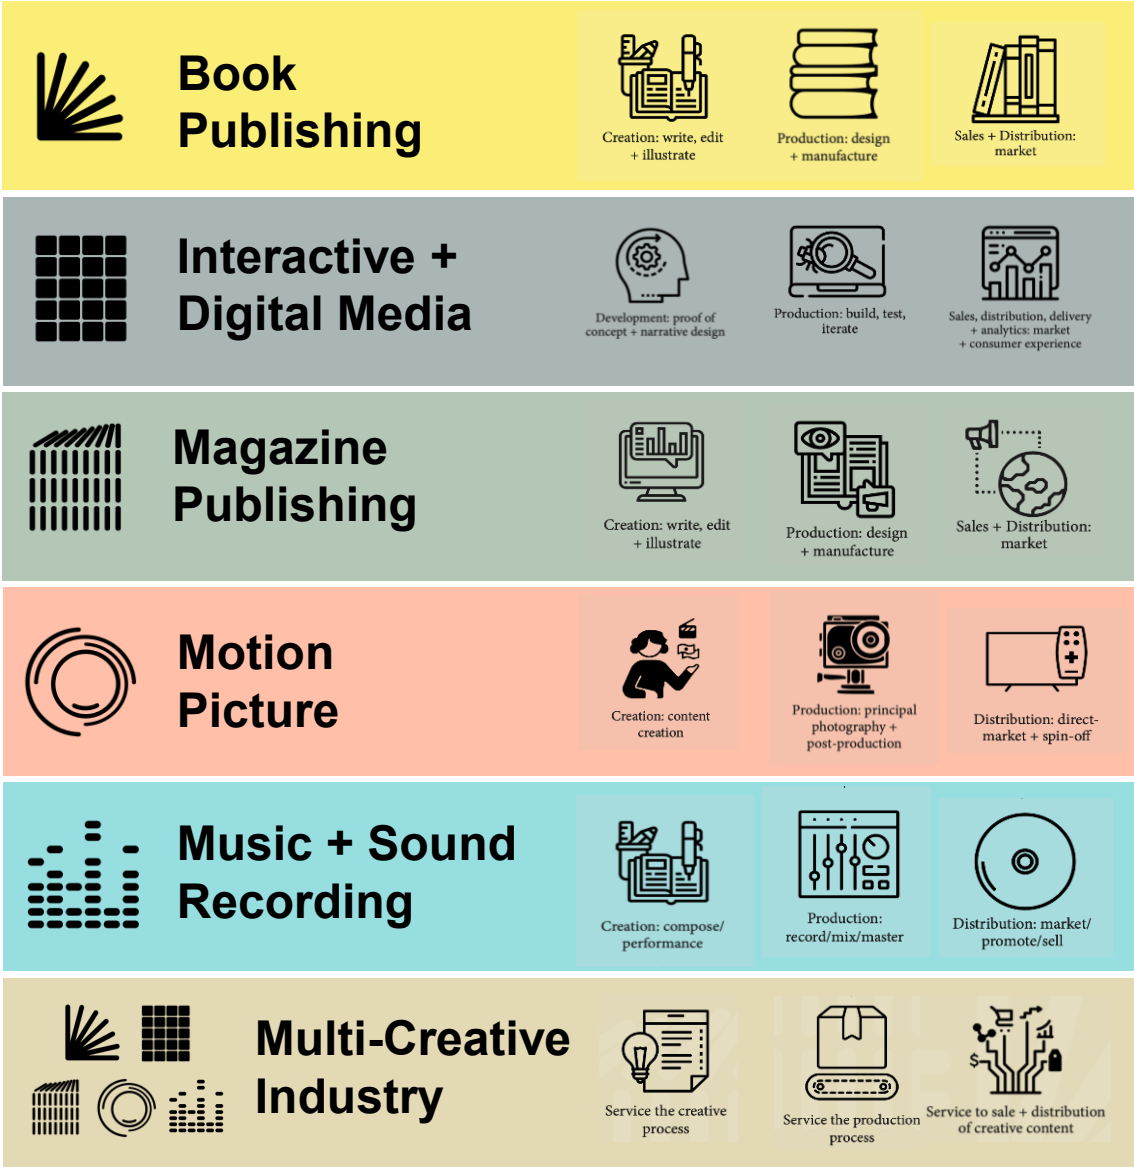 Book
Publishing
Creation: write, edit
+ illustrate
Production: design
+ manufacture
Sales + Distribution:
market
Interactive +
Digital Media
Development: proof of
concept + narrative design
Production: build, test,
iterate
Sales, distribution, delivery
+ analytics: market
+ consumer experience
Magazine
Publishing
Creation: write, edit
+ illustrate
Production: design
+ manufacture
Sales + Distribution:
market
Motion
Picture
Creation: content
creation
Production: principal
photography +
post-production
Distribution: direct-
market + spin-off
Music + Sound
Recording
Creation: compose/
performance
Production:
record/mix/master
Distribution: market/
promote/sell
Multi-Creative
Industry
Service the creative
process
Service the production
process
$
Service to sale + distribution
of creative content